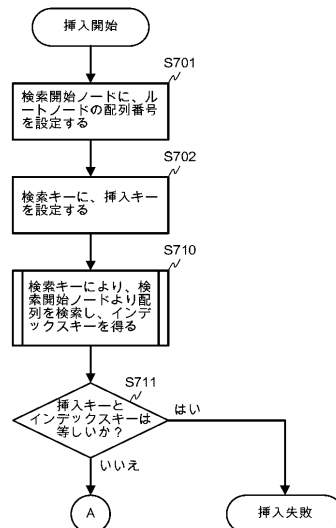 挿入開始
S701
検索開始ノードに、ル
ートノードの配列番号
を設定する
S702
検索キーに、挿入キー
を設定する
S710
検索キーにより、検
索開始ノードより配
列を検索し、インデ
ックスキーを得る
S711
挿入キーと
インデックスキーは
等しいか？
はい
いいえ
A
挿入失敗